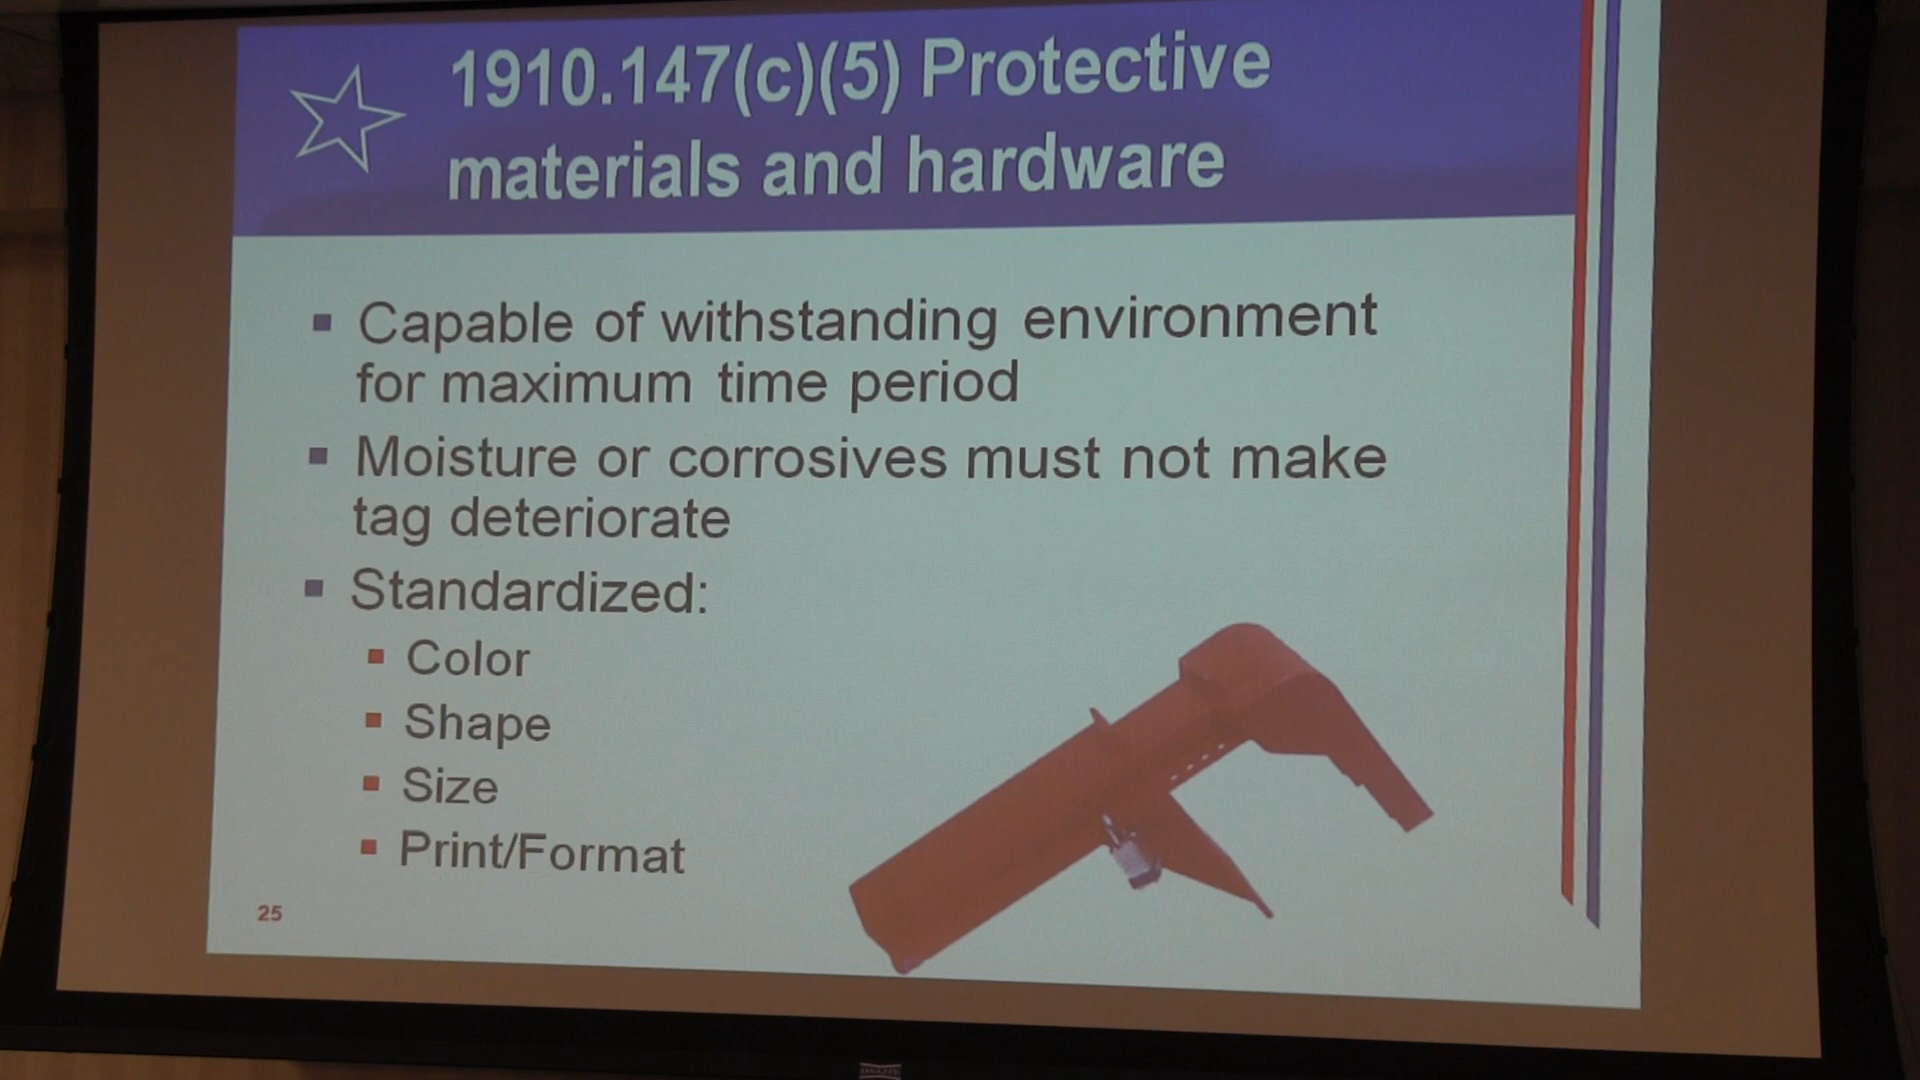 1910.147(c)(5) Protective
materials and hardware
Capable of withstanding environment
for maximum time period
Moisture or corrosives must not make
tag deteriorate
Standardized:
Color
Shape
Size
Print/Format
25